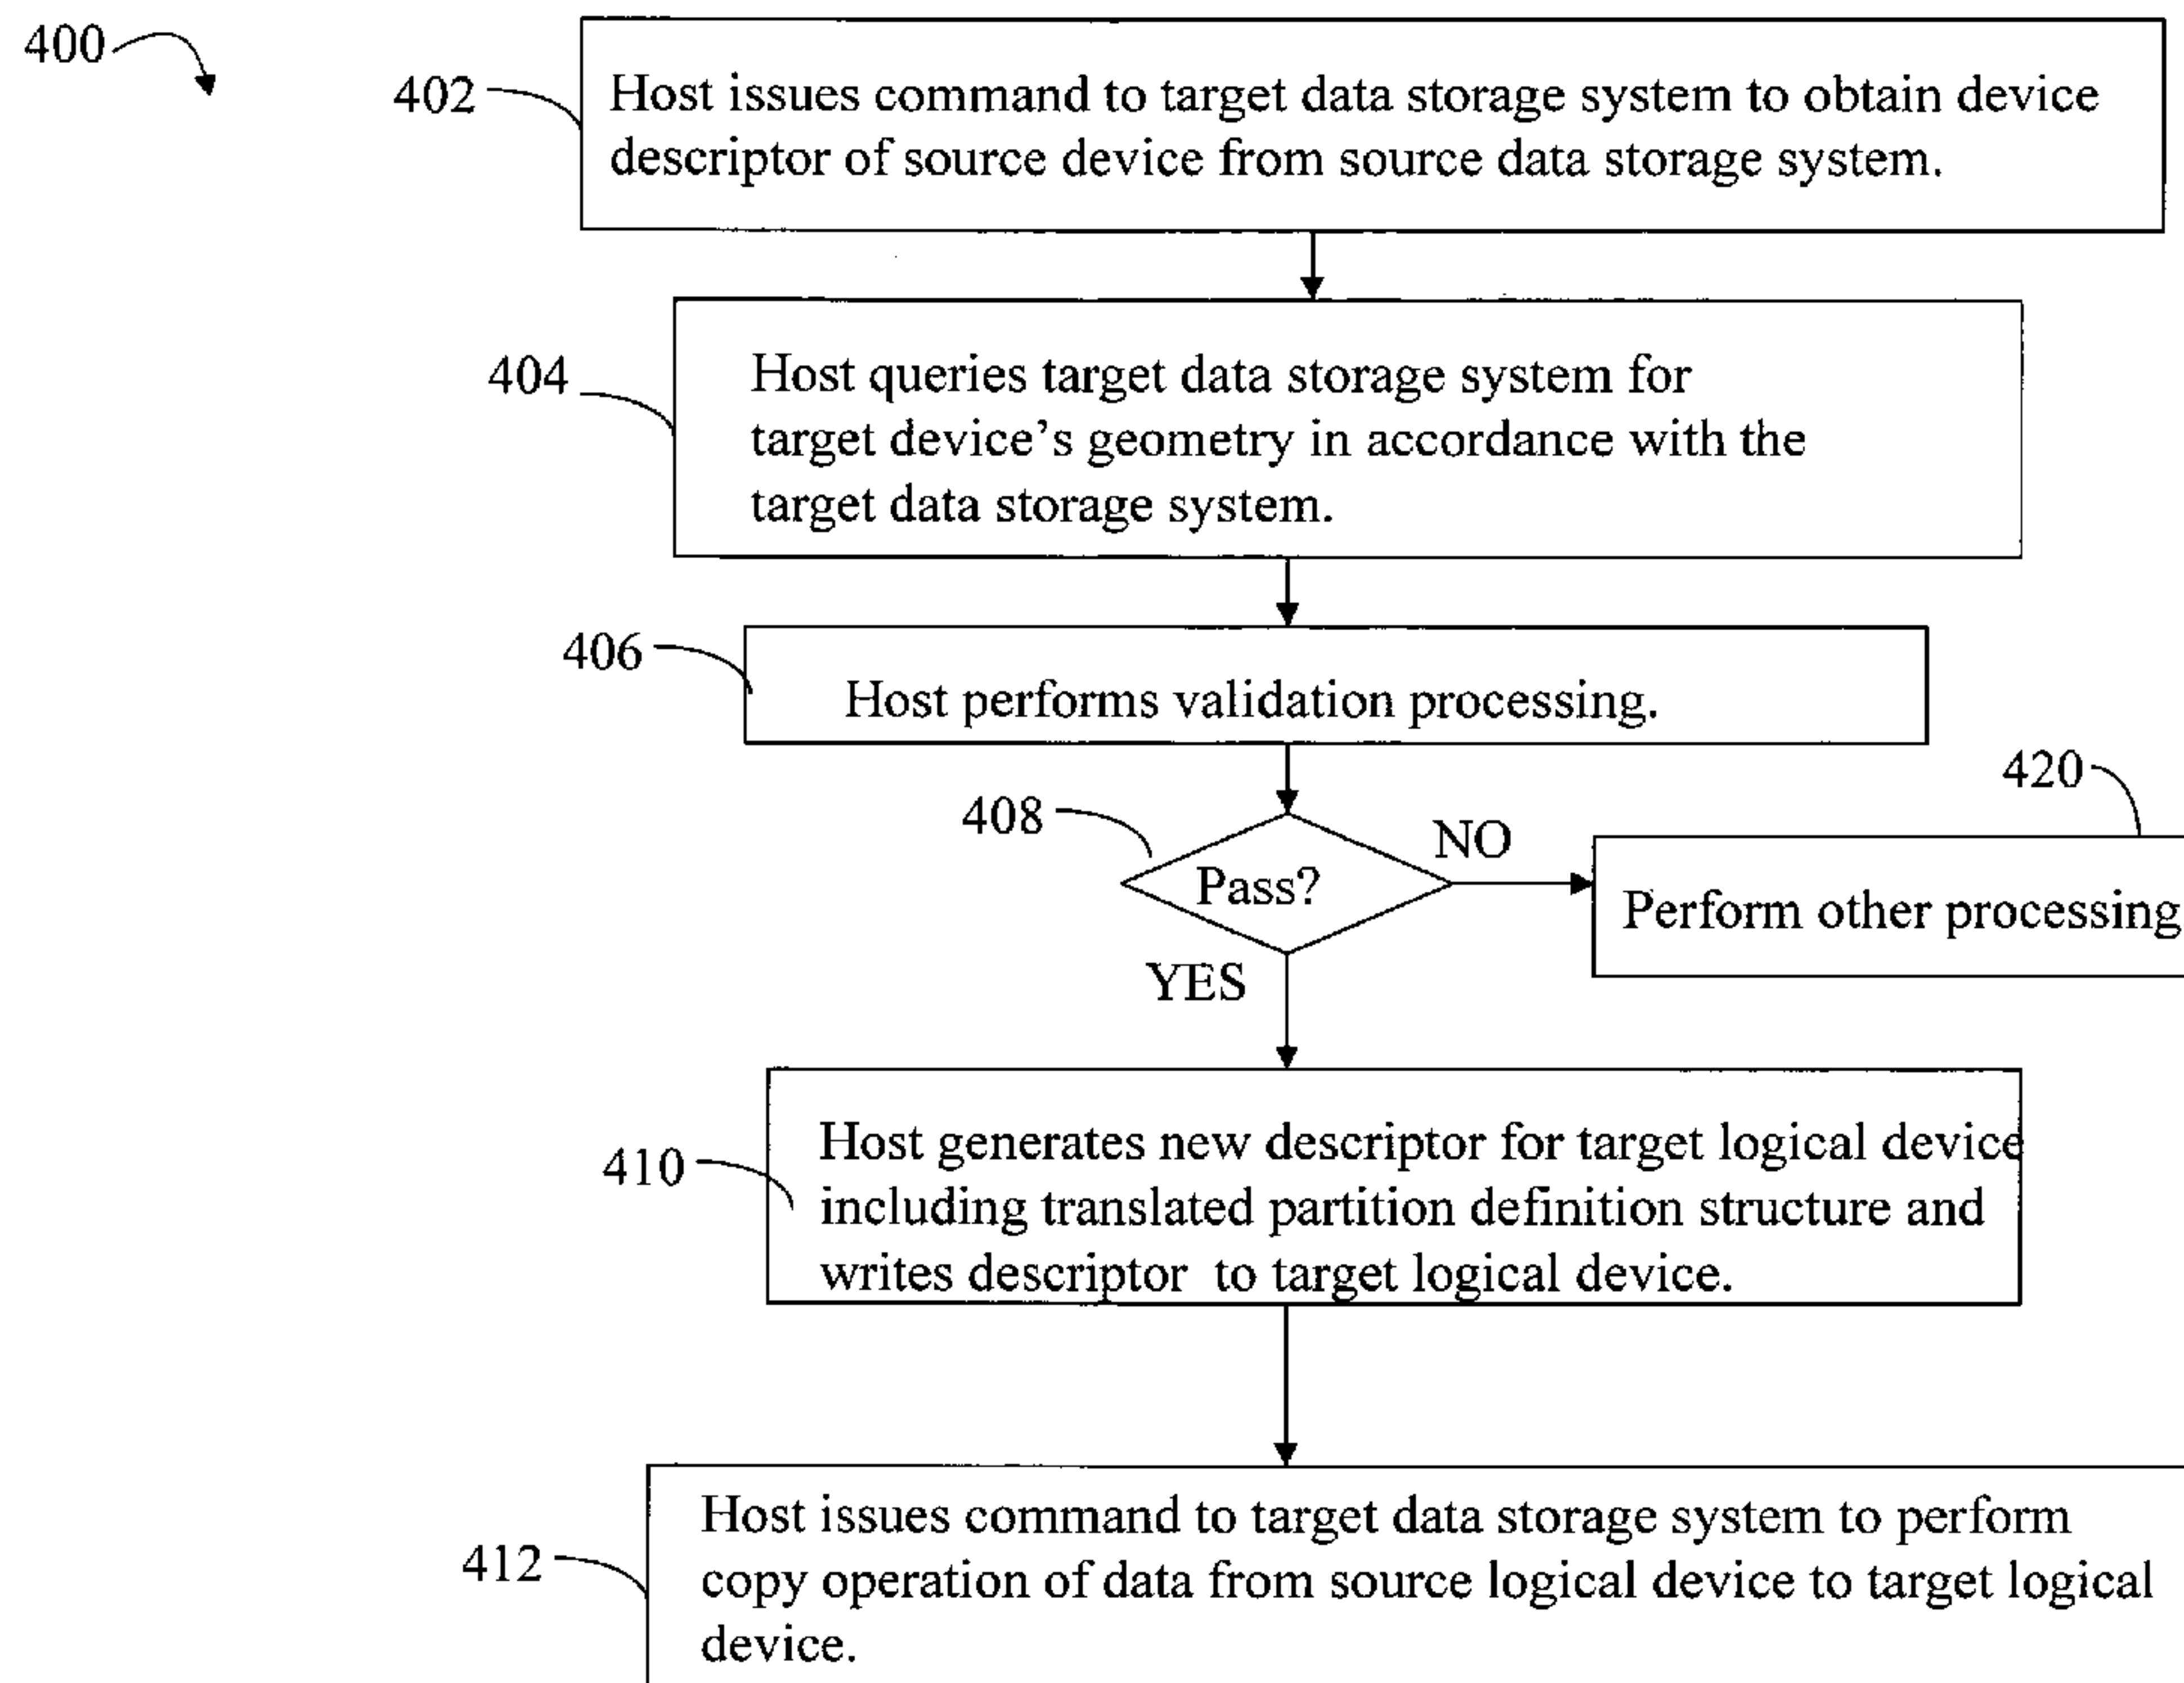 400
402
Host issues command to target data storage system to obtain device
descriptor of source device from source data storage system.
404
Host queries target data storage system for
target device’s geometry in accordance with the
target data storage system.
406
Host performs validation processing.
408
Pass?
NO
420
Perform other processing
YES
410
Host generates new descriptor for target logical device
including translated partition definition structure and
writes descriptor to target logical device.
412
Host issues command to target data storage system to perform
copy operation of data from source logical device to target logical
device.